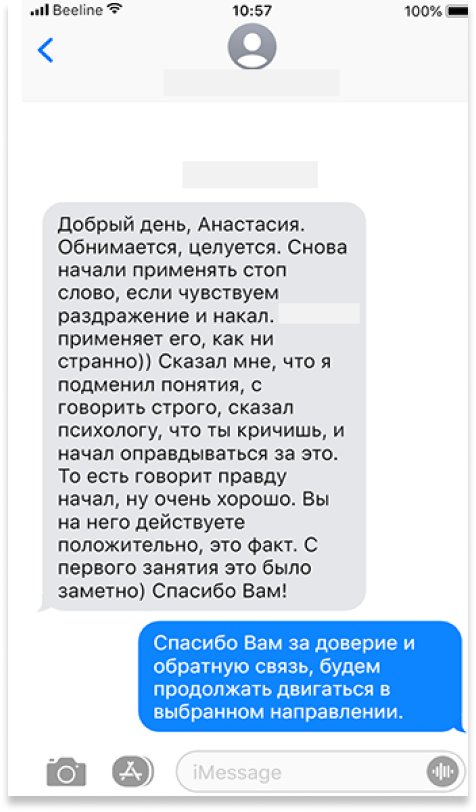 Beeline 10:57 100%
Добрый день, Анастасия.
Обнимается, целуется. Снова
начали применять стоп
слово, если чувствуем
раздражение и накал.
применяет его, как ни
странно)) Сказал мне, что я
подменил понятия, с
говорить строго, сказал
психологу, что ты кричишь, и
начал оправдываться за это.
То есть говорит правду
начал, ну очень хорошо. Вы
на него действуете
положительно, это факт. С
первого занятия это было
заметно) Спасибо Вам!
Спасибо Вам за доверие и
обратную связь, будем
продолжать двигаться в
выбранном направлении.
iMessage